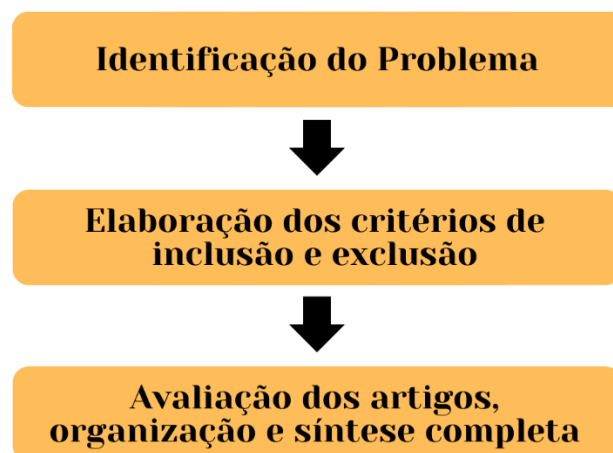 Identificação do Problema
Elaboração dos critérios de
inclusão e exclusão
Avaliação dos artigos,
organização e síntese completa